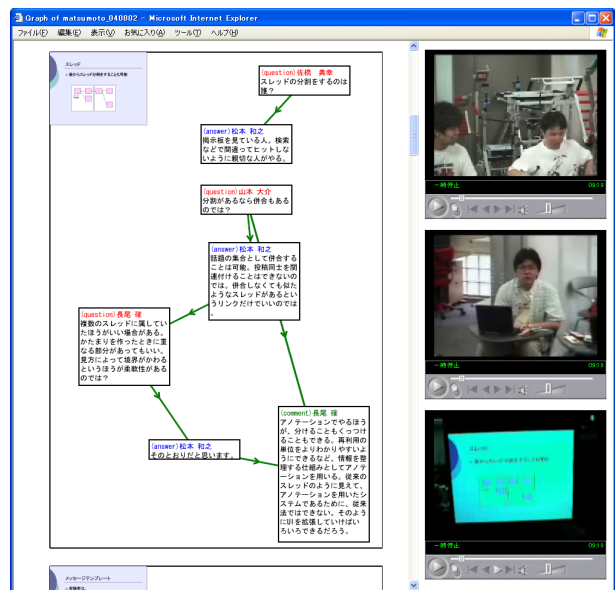 Graph of matsumoto_040802 - Microsoft Internet Explorer
ファイル(F) 編集(E) 表示(V) お気に入り(A) ツール(T) ヘルプ(H)
スレッド
後からスレッド分割をすることも可能
(question)佐橋 典幸
スレッドの分割をするのは
誰？
(answer)松本 和之
掲示板を見ている人。検索
などで間違ってヒットしな
いように親切な人がやる。
(question)山本 大介
分割があるなら併合もある
のでは？
(answer)松本 和之
話題の集合として併合する
ことは可能。投稿同士を関
連付けることはできないの
では。併合しなくても似た
ようなスレッドがあるとい
うリンクだけでいいのでは
。
(question)長尾 確
複数のスレッドに属してい
たほうがいい場合がある。
かたまりを作ったときに重
なる部分があってもいい。
見方によって境界がかわる
というほうが柔軟性がある
のでは？
(comment)長尾 確
アノテーションでやるほう
が、分けることもくっつけ
ることもできる。再利用の
単位をよりわかりやすいよ
うにできるなど、情報を整
理する仕組みとしてアノテ
ーションを用いる。従来の
スレッドのように見えて、
アノテーションを用いたシ
ステムであるために、従来
法ではできない。そのよう
にUIを拡張していけばい
ろいろできるだろう。
(answer)松本 和之
そのとおりだと思います。
メッセージテンプレート
一時停止 09:19
一時停止
一時停止
スレッド